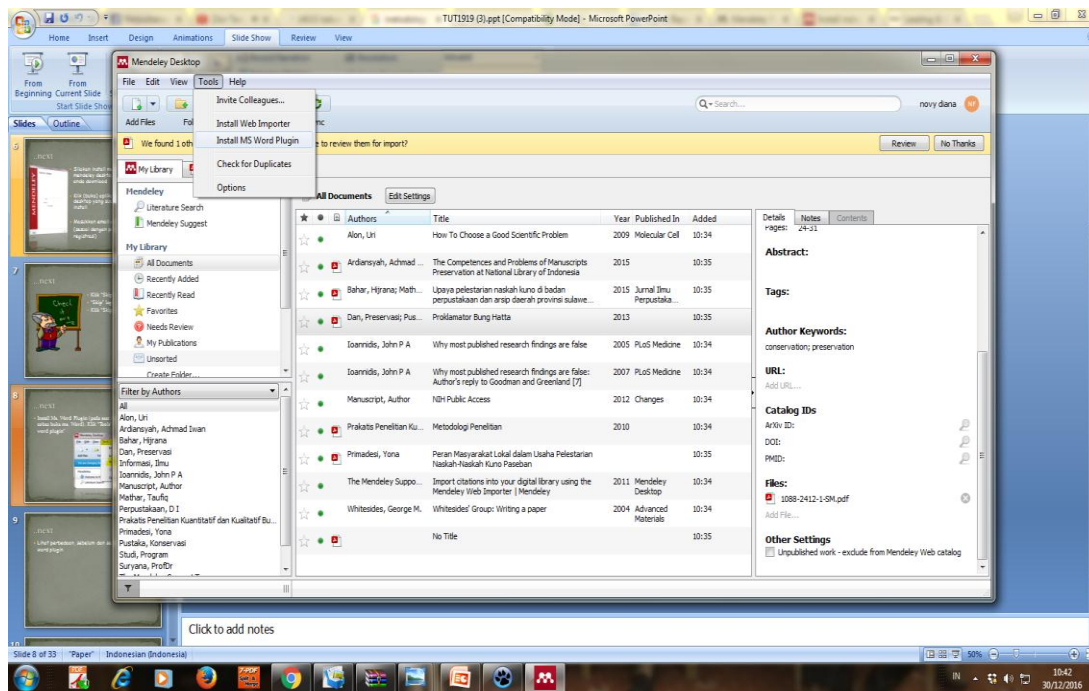 TUT1919 (3).ppt [Compatibility Mode] - Microsoft PowerPoint
Home Insert Design Animations Slide Show Review View
From Beginning
From Current Slide
Start Slide Show
Slides Outline
Mendeley Desktop
File Edit View Tools Help
Invite Colleagues...
Install Web Importer
Install MS Word Plugin
Check for Duplicates
Options
Search...
novy diana
Add Files
We found 1 oth
to review them for import?
Review No Thanks
My Library
Mendeley
Literature Search
Mendeley Suggest
My Library
All Documents
Recently Added
Recently Read
Favorites
Needs Review
My Publications
Unsorted
Create Folder...
Filter by Authors
All
Alon, Uri
Ardiansyah, Achmad Iwan
Bahar, Hijrana
Dan, Preservasi
Informasi, Ilmu
Ioannidis, John P A
Manuscript, Author
Mathar, Taufiq
Perpustakaan, D I
Prakatis Penelitian Kuantitatif dan Kualitatif Bu...
Primadesi, Yona
Pustaka, Konservasi
Studi, Program
Suryana, ProfDr
All Documents Edit Settings
Authors Title Year Published In Added
Alon, Uri How To Choose a Good Scientific Problem 2009 Molecular Cell 10:34
Ardiansyah, Achmad ... The Competences and Problems of Manuscripts 2015 10:35
Preservation at National Library of Indonesia
Bahar, Hijrana; Math... Upaya pelestarian naskah kuno di badan 2015 Jurnal Ilmu 10:35
perpustakaan dan arsip daerah provinsi sulawe... Perpustaka...
Dan, Preservasi; Pus... Proklamator Bung Hatta 2013 10:35
Ioannidis, John P A Why most published research findings are false 2005 PLoS Medicine 10:34
Ioannidis, John P A Why most published research findings are false: 2007 PLoS Medicine 10:34
Author's reply to Goodman and Greenland [7]
Manuscript, Author NIH Public Access 2012 Changes 10:34
Prakatis Penelitian Ku... Metodologi Penelitian 2010 10:34
Primadesi, Yona Peran Masyarakat Lokal dalam Usaha Pelestarian 10:35
Naskah-Naskah Kuno Paseban
The Mendeley Suppo... Import citations into your digital library using the 2011 Mendeley 10:34
Mendeley Web Importer | Mendeley Desktop
Whitesides, George M. Whitesides' Group: Writing a paper 2004 Advanced 10:34
Materials
No Title 10:35
Details Notes Contents
Pages: 24-31
Abstract:
Tags:
Author Keywords:
conservation; preservation
URL:
Add URL...
Catalog IDs
ArXiv ID:
DOI:
PMID:
Files:
1088-2412-1-SM.pdf
Add File...
Other Settings
Unpublished work - exclude from Mendeley Web catalog
Click to add notes
Slide 8 of 33 "Paper" Indonesian (Indonesia) 50%
IN 10:42
30/12/2016